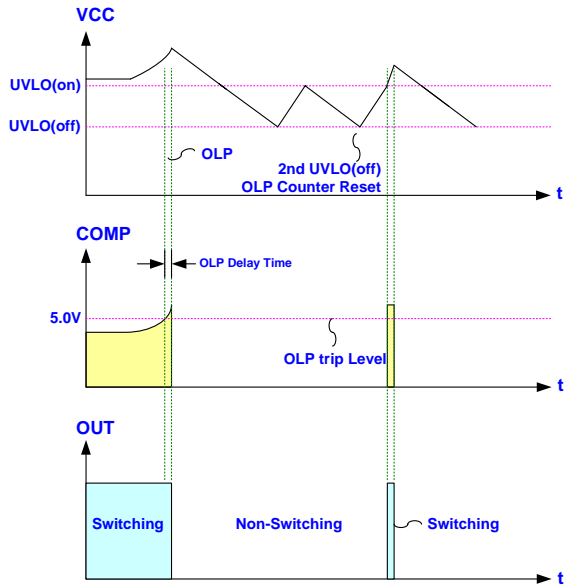 VCC
UVLO(on)
UVLO(off)
OLP
2nd UVLO(off)
OLP Counter Reset
t
COMP
OLP Delay Time
5.0V
OLP trip Level
t
OUT
Switching
Non-Switching
Switching
t